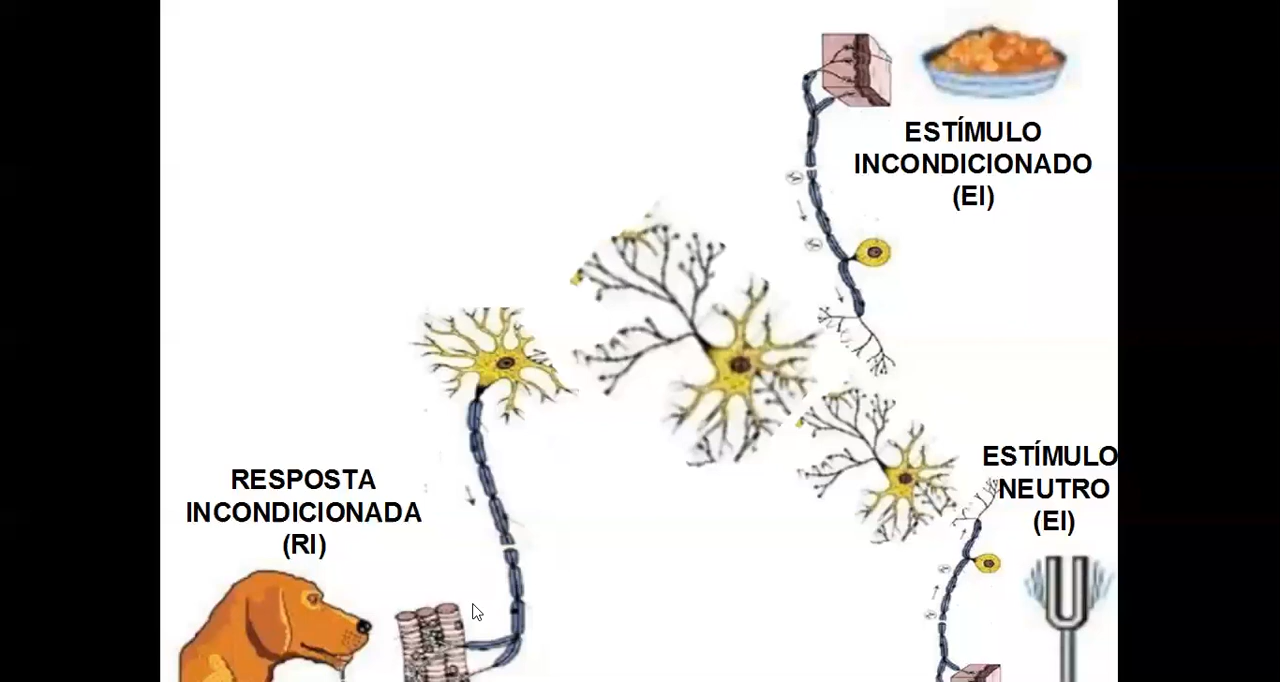 ESTÍMULO
INCONDICIONADO
(EI)
ESTÍMULO
NEUTRO
(EI)
RESPOSTA
INCONDICIONADA
(RI)